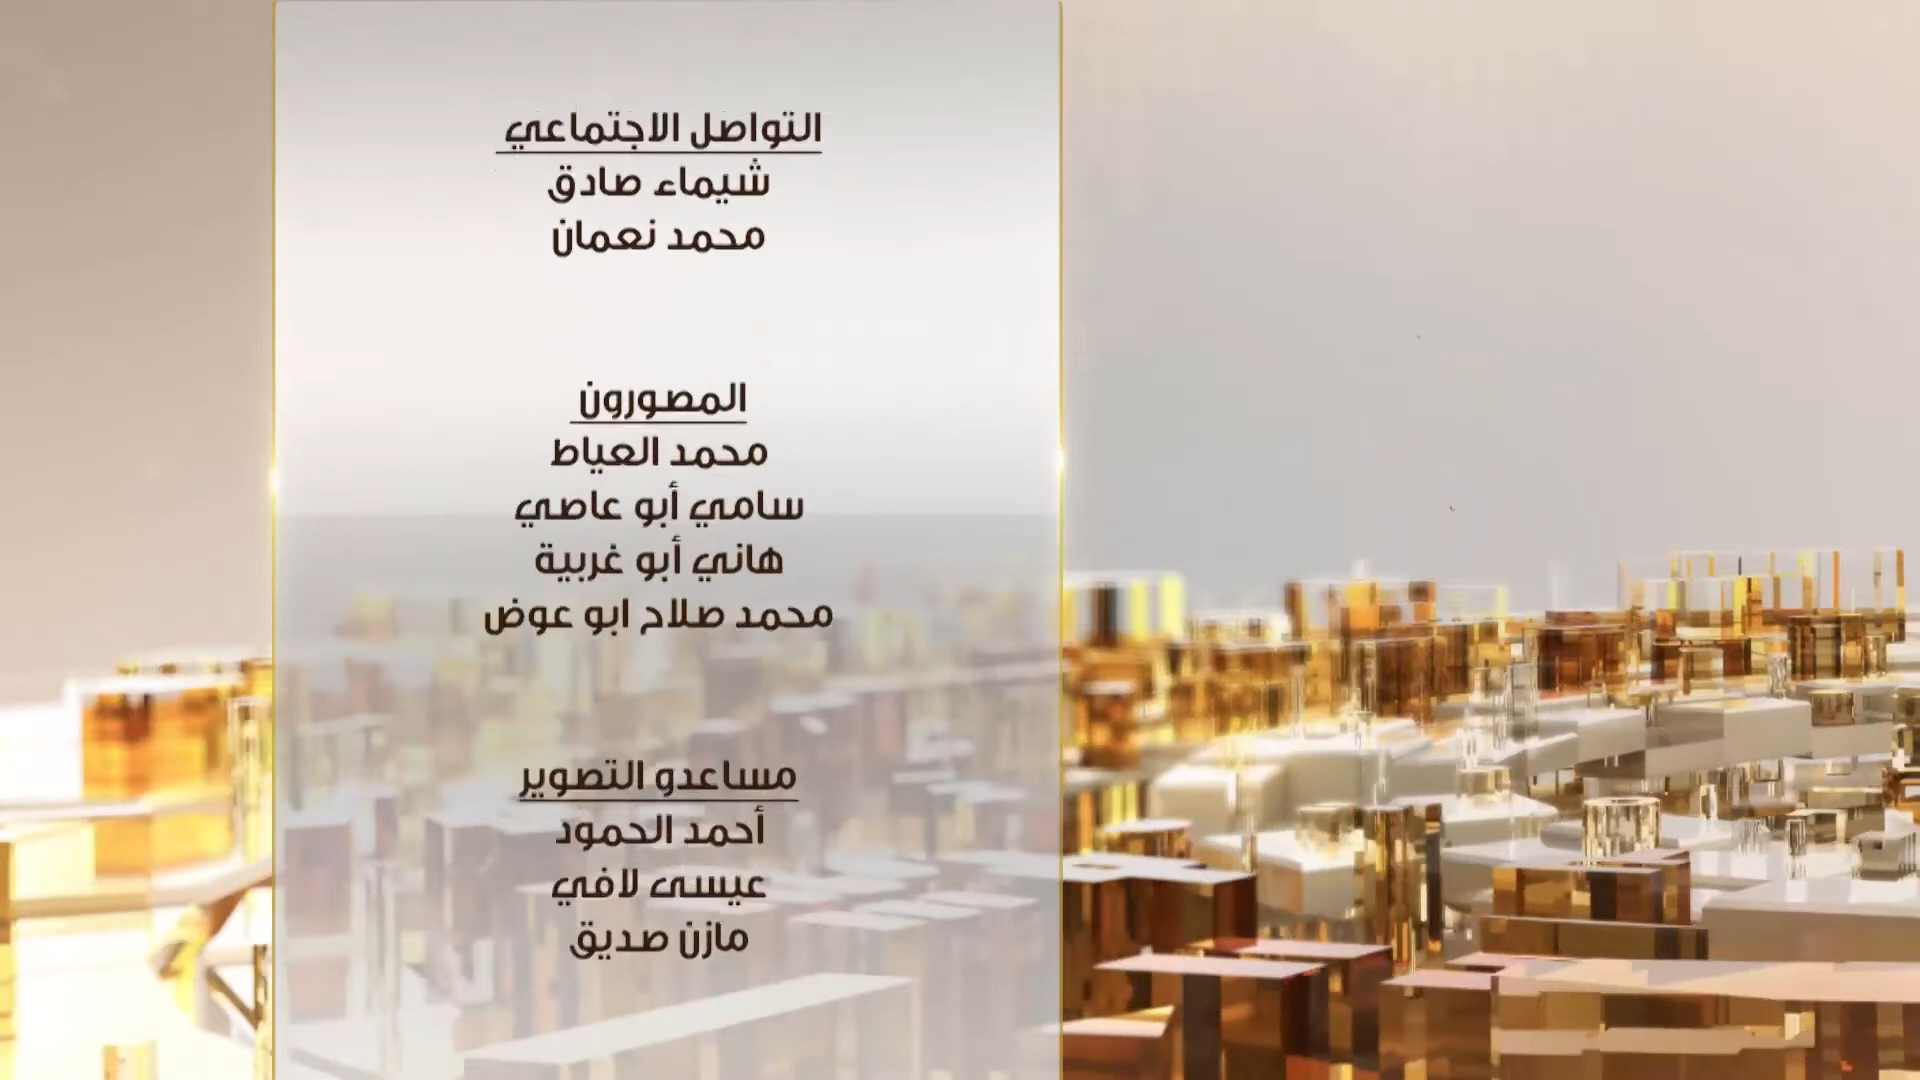 التواصل الاجتماعي
شيماء صادق
محمد نعمان
المصورون
محمد العياط
سامي أبو عاصي
هاني أبو غربية
محمد صلاح ابو عوض
مساعدو التصوير
أحمد الحمود
عيسى لافي
مازن صديق